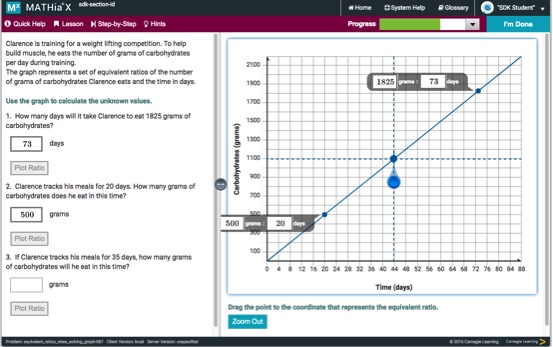 MATHia X sdk-section-id
Home System Help Glossary "SDK Student"
Quick Help Lesson Step-by-Step Hints Progress I'm Done
Clarence is training for a weight lifting competition. To help
build muscle, he eats the number of grams of carbohydrates
per day during training.
The graph represents a set of equivalent ratios of the number
of grams of carbohydrates Clarence eats and the time in days.
Use the graph to calculate the unknown values.
1. How many days will it take Clarence to eat 1825 grams of
carbohydrates?
73 days
Plot Ratio
2. Clarence tracks his meals for 20 days. How many grams of
carbohydrates does he eat in this time?
500 grams
Plot Ratio
3. If Clarence tracks his meals for 35 days, how many grams
of carbohydrates will he eat in this time?
grams
Plot Ratio
Carbohydrates (grams)
2100
1900
1700
1500
1300
1100
900
700
500
300
100
1825 grams : 73 days
500 grams : 20 days
0 4 8 12 16 20 24 28 32 36 40 44 48 52 56 60 64 68 72 76 80 84 88
Time (days)
Drag the point to the coordinate that represents the equivalent ratio.
Zoom Out
Problem: Client Version: local Server Version: unspecified
Carnegie Learning Carnegie Learning